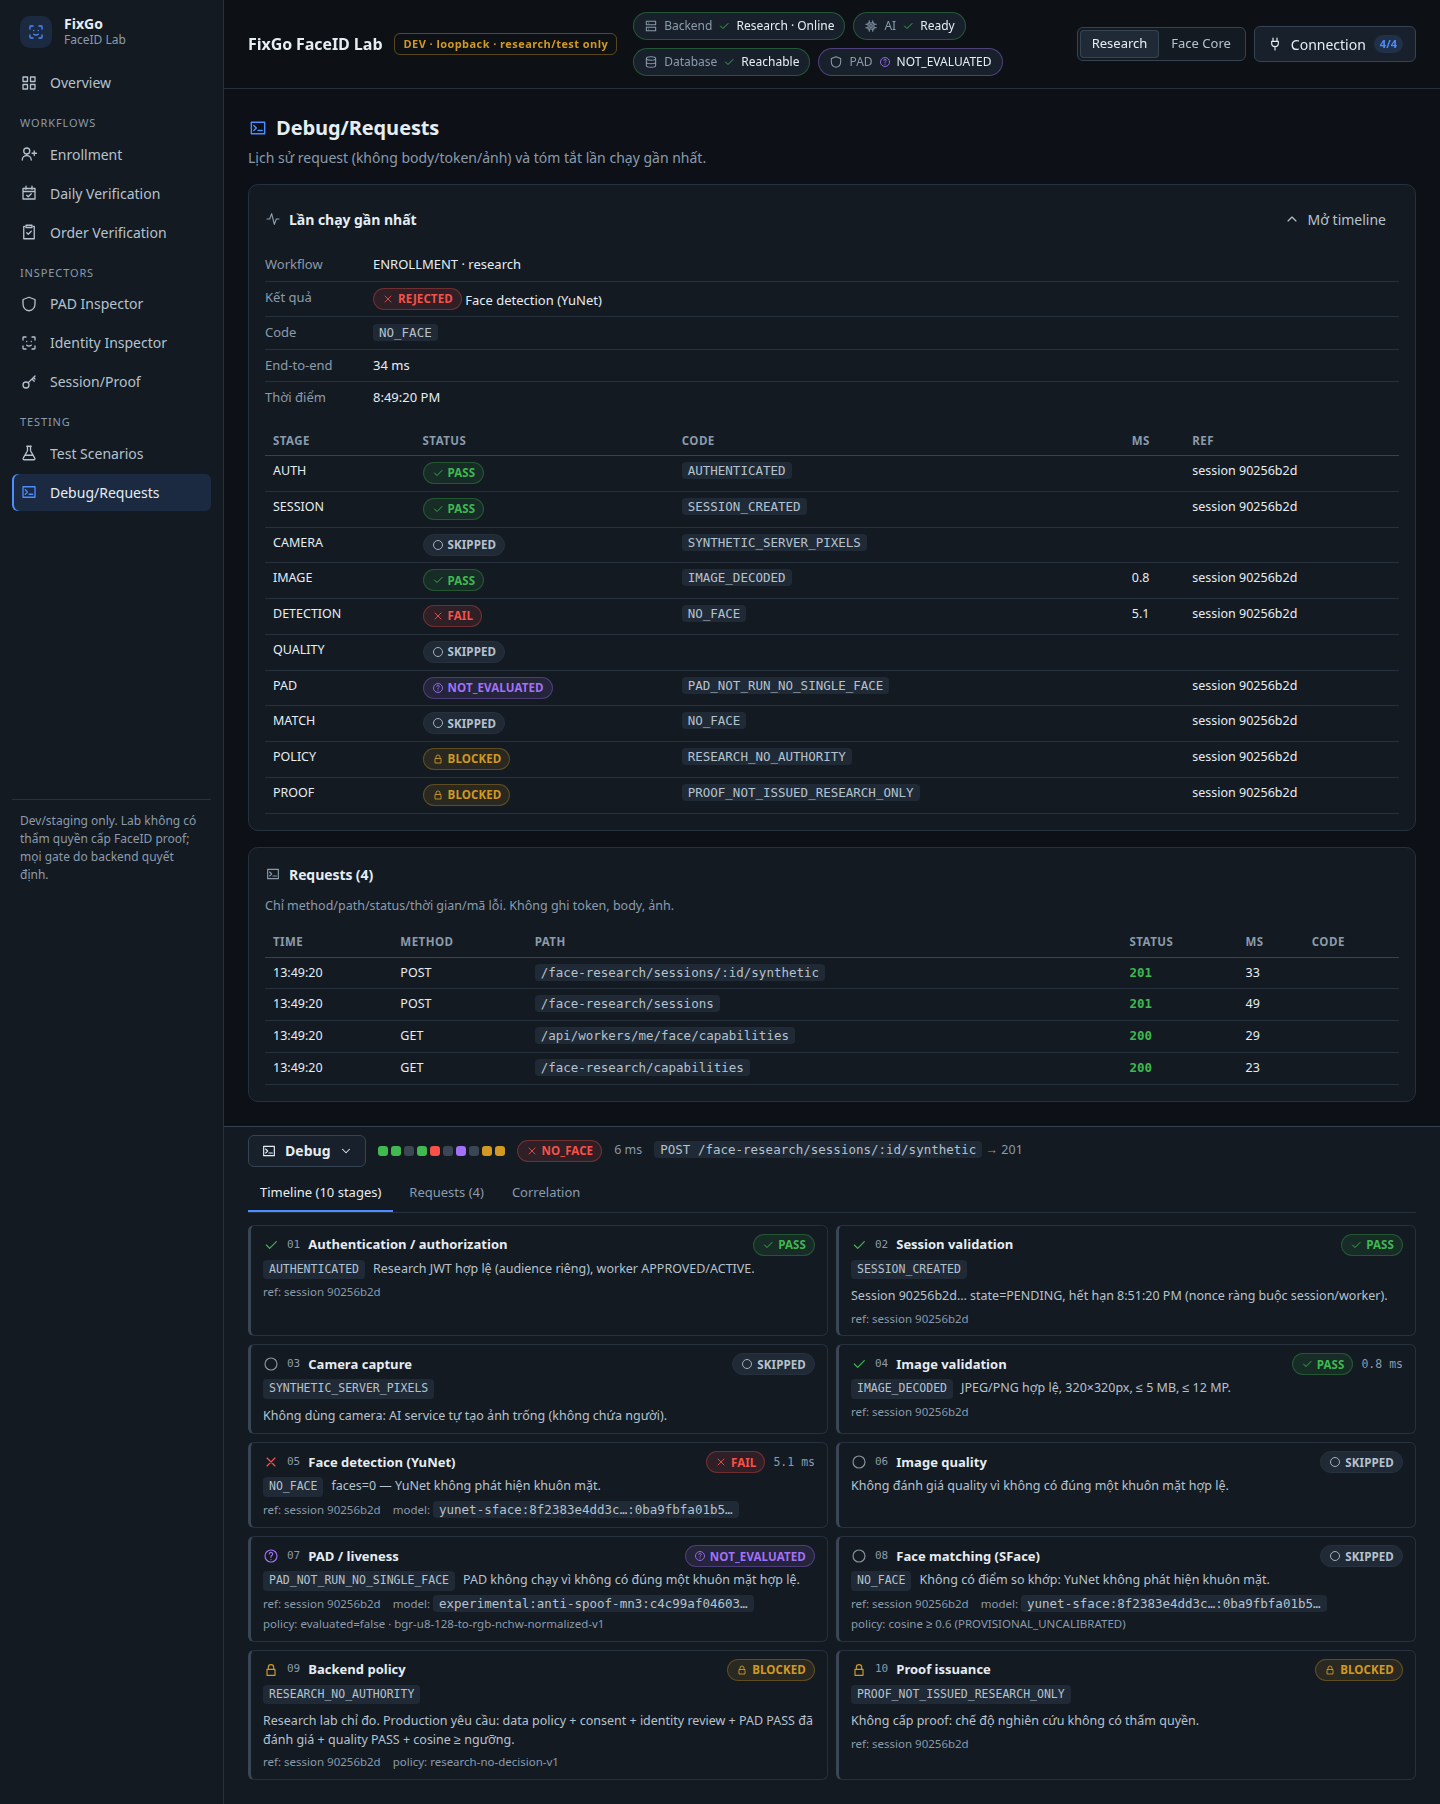 FixGo
FaceID Lab
Overview
WORKFLOWS
Enrollment
Daily Verification
Order Verification
INSPECTORS
PAD Inspector
Identity Inspector
Session/Proof
TESTING
Test Scenarios
Debug/Requests
Dev/staging only. Lab không có
thẩm quyền cấp FaceID proof;
mọi gate do backend quyết
định.
FixGo FaceID Lab
DEV · loopback · research/test only
Backend Research · Online
AI Ready
Database Reachable
PAD NOT_EVALUATED
Research Face Core
Connection 4/4
Debug/Requests
Lịch sử request (không body/token/ảnh) và tóm tắt lần chạy gần nhất.
Lần chạy gần nhất
Mở timeline
Workflow ENROLLMENT · research
Kết quả REJECTED Face detection (YuNet)
Code NO_FACE
End-to-end 34 ms
Thời điểm 8:49:20 PM
STAGE STATUS CODE MS REF
AUTH PASS AUTHENTICATED session 90256b2d
SESSION PASS SESSION_CREATED session 90256b2d
CAMERA SKIPPED SYNTHETIC_SERVER_PIXELS
IMAGE PASS IMAGE_DECODED 0.8 session 90256b2d
DETECTION FAIL NO_FACE 5.1 session 90256b2d
QUALITY SKIPPED
PAD NOT_EVALUATED PAD_NOT_RUN_NO_SINGLE_FACE session 90256b2d
MATCH SKIPPED NO_FACE session 90256b2d
POLICY BLOCKED RESEARCH_NO_AUTHORITY session 90256b2d
PROOF BLOCKED PROOF_NOT_ISSUED_RESEARCH_ONLY session 90256b2d
Requests (4)
Chỉ method/path/status/thời gian/mã lỗi. Không ghi token, body, ảnh.
TIME METHOD PATH STATUS MS CODE
13:49:20 POST /face-research/sessions/:id/synthetic 201 33
13:49:20 POST /face-research/sessions 201 49
13:49:20 GET /api/workers/me/face/capabilities 200 29
13:49:20 GET /face-research/capabilities 200 23
Debug NO_FACE 6 ms POST /face-research/sessions/:id/synthetic → 201
Timeline (10 stages) Requests (4) Correlation
01 Authentication / authorization PASS
AUTHENTICATED Research JWT hợp lệ (audience riêng), worker APPROVED/ACTIVE.
ref: session 90256b2d
02 Session validation PASS
SESSION_CREATED
Session 90256b2d… state=PENDING, hết hạn 8:51:20 PM (nonce ràng buộc session/worker).
ref: session 90256b2d
03 Camera capture SKIPPED
SYNTHETIC_SERVER_PIXELS
Không dùng camera: AI service tự tạo ảnh trống (không chứa người).
04 Image validation PASS 0.8 ms
IMAGE_DECODED JPEG/PNG hợp lệ, 320×320px, ≤ 5 MB, ≤ 12 MP.
ref: session 90256b2d
05 Face detection (YuNet) FAIL 5.1 ms
NO_FACE faces=0 — YuNet không phát hiện khuôn mặt.
ref: session 90256b2d model: yunet-sface:8f2383e4dd3c…:0ba9fbfa01b5…
06 Image quality SKIPPED
Không đánh giá quality vì không có đúng một khuôn mặt hợp lệ.
07 PAD / liveness NOT_EVALUATED
PAD_NOT_RUN_NO_SINGLE_FACE PAD không chạy vì không có đúng một khuôn mặt hợp lệ.
ref: session 90256b2d model: experimental:anti-spoof-mn3:c4c99af04603…
policy: evaluated=false · bgr-u8-128-to-rgb-nchw-normalized-v1
08 Face matching (SFace) SKIPPED
NO_FACE Không có điểm so khớp: YuNet không phát hiện khuôn mặt.
ref: session 90256b2d model: yunet-sface:8f2383e4dd3c…:0ba9fbfa01b5…
policy: cosine ≥ 0.6 (PROVISIONAL_UNCALIBRATED)
09 Backend policy BLOCKED
RESEARCH_NO_AUTHORITY
Research lab chỉ đo. Production yêu cầu: data policy + consent + identity review + PAD PASS đã
đánh giá + quality PASS + cosine ≥ ngưỡng.
ref: session 90256b2d policy: research-no-decision-v1
10 Proof issuance BLOCKED
PROOF_NOT_ISSUED_RESEARCH_ONLY
Không cấp proof: chế độ nghiên cứu không có thẩm quyền.
ref: session 90256b2d